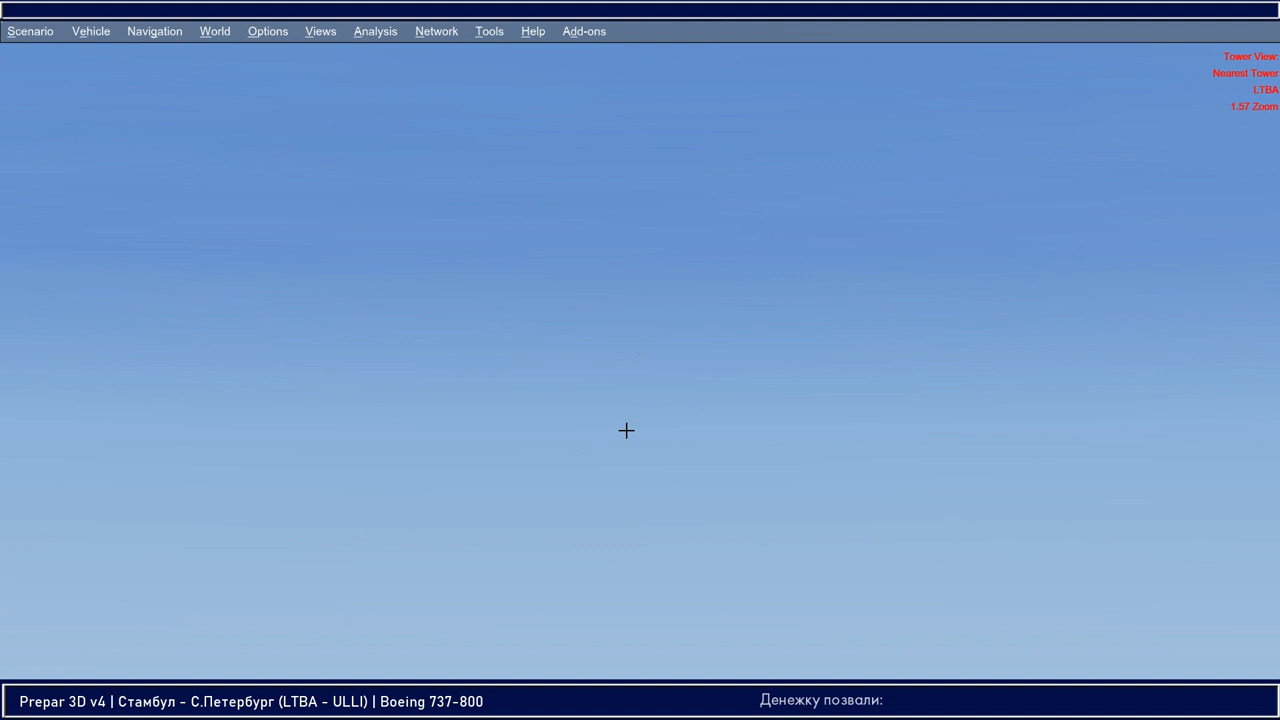 Scenario Vehicle Navigation World Options Views Analysis Network Tools Help Add-ons
Tower View:
Nearest Tower
LTBA
1.57 Zoom
Prepar 3D v4 | Стамбул - С.Петербург (LTBA - ULLI) | Boeing 737-800
Денежку позвали: